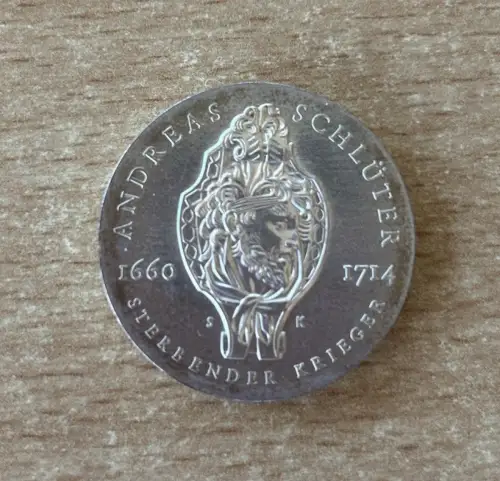 ANDREAS SCHLÜTER
1660 1714
S K
STERBENDER KRIEGER